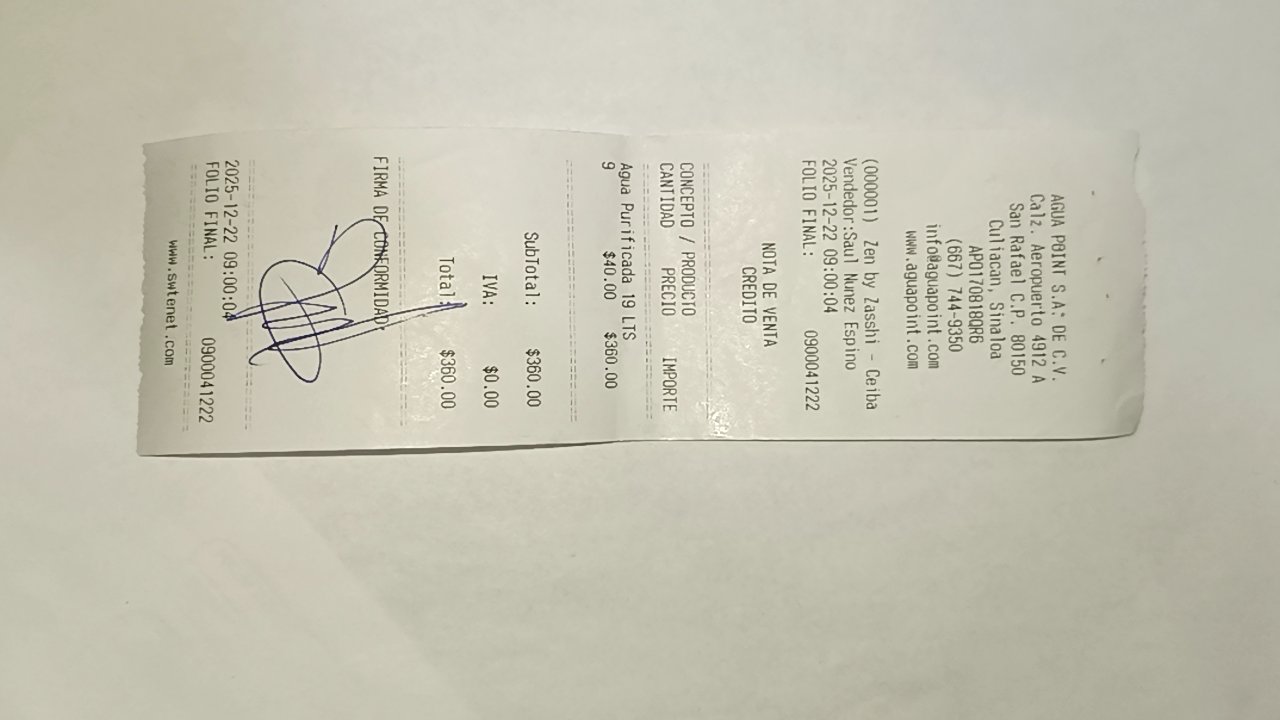 AGUA POINT S.A. DE C.V.
Calz. Aeropuerto 4912 A
San Rafael C.P. 80150
Culiacan, Sinaloa
APO170818QR6
(667) 744-9350
info@aguapoint.com
www.aguapoint.com
(000001) Zen by Zasshi - Ceiba
Vendedor:Saul Nunez Espino
2025-12-22 09:00:04
FOLIO FINAL: 0900041222
NOTA DE VENTA
CREDITO
CONCEPTO / PRODUCTO
CANTIDAD PRECIO IMPORTE
Agua Purificada 19 LTS
9 $40.00 $360.00
SubTotal: $360.00
IVA: $0.00
Total: $360.00
FIRMA DE CONFORMIDAD:
2025-12-22 09:00:04
FOLIO FINAL: 0900041222
www.swtenet.com